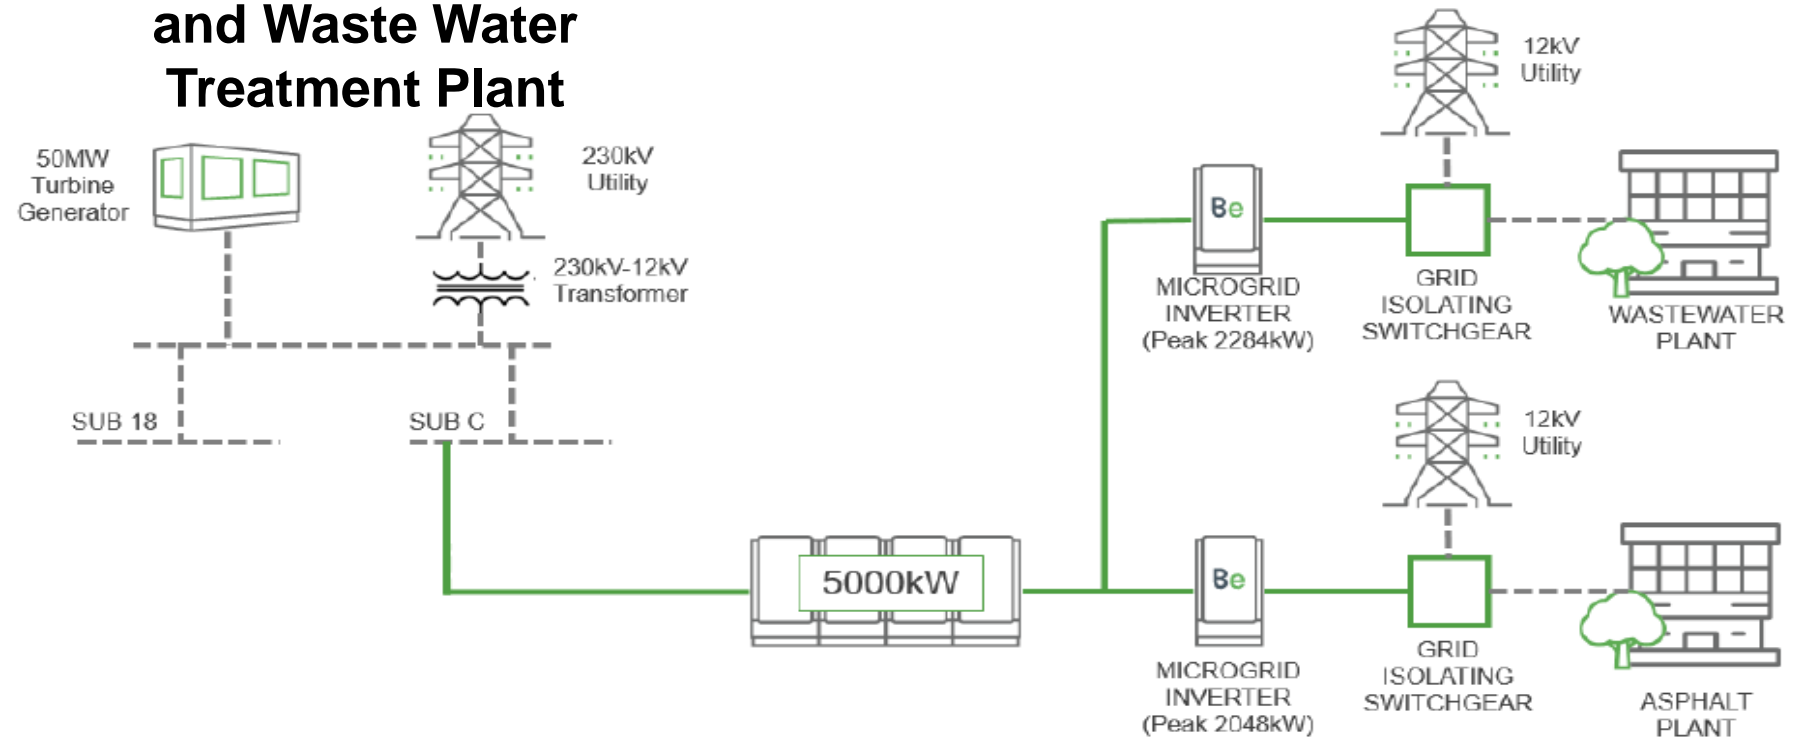 and Waste Water
Treatment Plant
50MW
Turbine
Generator
230kV
Utility
230kV-12kV
Transformer
SUB 18
SUB C
5000kW
Be
MICROGRID
INVERTER
(Peak 2284kW)
12kV
Utility
GRID
ISOLATING
SWITCHGEAR
WASTEWATER
PLANT
Be
MICROGRID
INVERTER
(Peak 2048kW)
12kV
Utility
GRID
ISOLATING
SWITCHGEAR
ASPHALT
PLANT